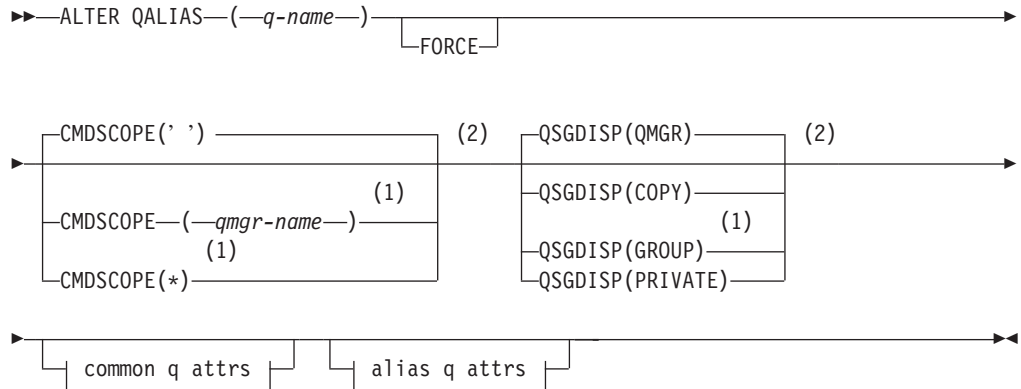 ALTER QALIAS ( q-name )
FORCE
CMDSCOPE(’ ’) (2) QSGDISP(QMGR) (2)
(1) QSGDISP(COPY)
CMDSCOPE ( qmgr-name ) (1)
(1) QSGDISP(GROUP)
CMDSCOPE(*) QSGDISP(PRIVATE)
common q attrs alias q attrs